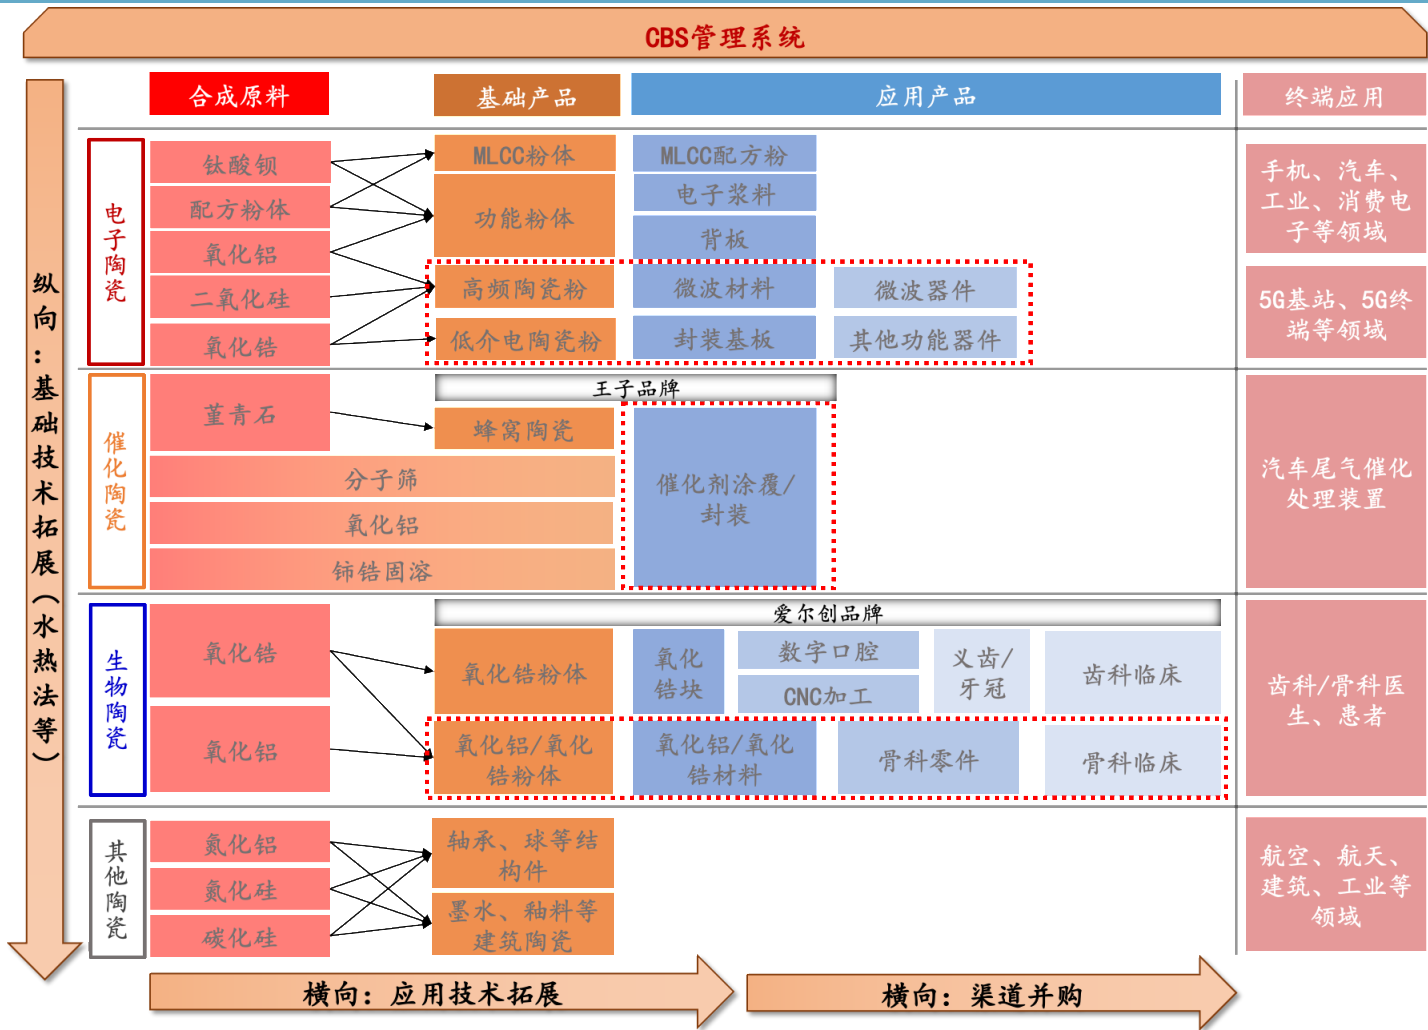 CBS管理系统
合成原料
基础产品
应用产品
终端应用
纵向：基础技术拓展（水热法等）
电子陶瓷
钛酸钡
配方粉体
氧化铝
二氧化硅
氧化锆
MLCC粉体
功能粉体
高频陶瓷粉
低介电陶瓷粉
MLCC配方粉
电子浆料
背板
微波材料
封装基板
微波器件
其他功能器件
手机、汽车、
工业、消费电
子等领域
5G基站、5G终
端等领域
催化陶瓷
堇青石
分子筛
氧化铝
铈锆固溶
王子品牌
蜂窝陶瓷
催化剂涂覆/
封装
汽车尾气催化
处理装置
生物陶瓷
氧化锆
氧化铝
爱尔创品牌
氧化锆粉体
氧化
锆块
数字口腔
CNC加工
义齿/
牙冠
齿科临床
氧化铝/氧化
锆粉体
氧化铝/氧化
锆材料
骨科零件
骨科临床
齿科/骨科医
生、患者
其他陶瓷
氮化铝
氮化硅
碳化硅
轴承、球等结
构件
墨水、釉料等
建筑陶瓷
航空、航天、
建筑、工业等
领域
横向：应用技术拓展
横向：渠道并购